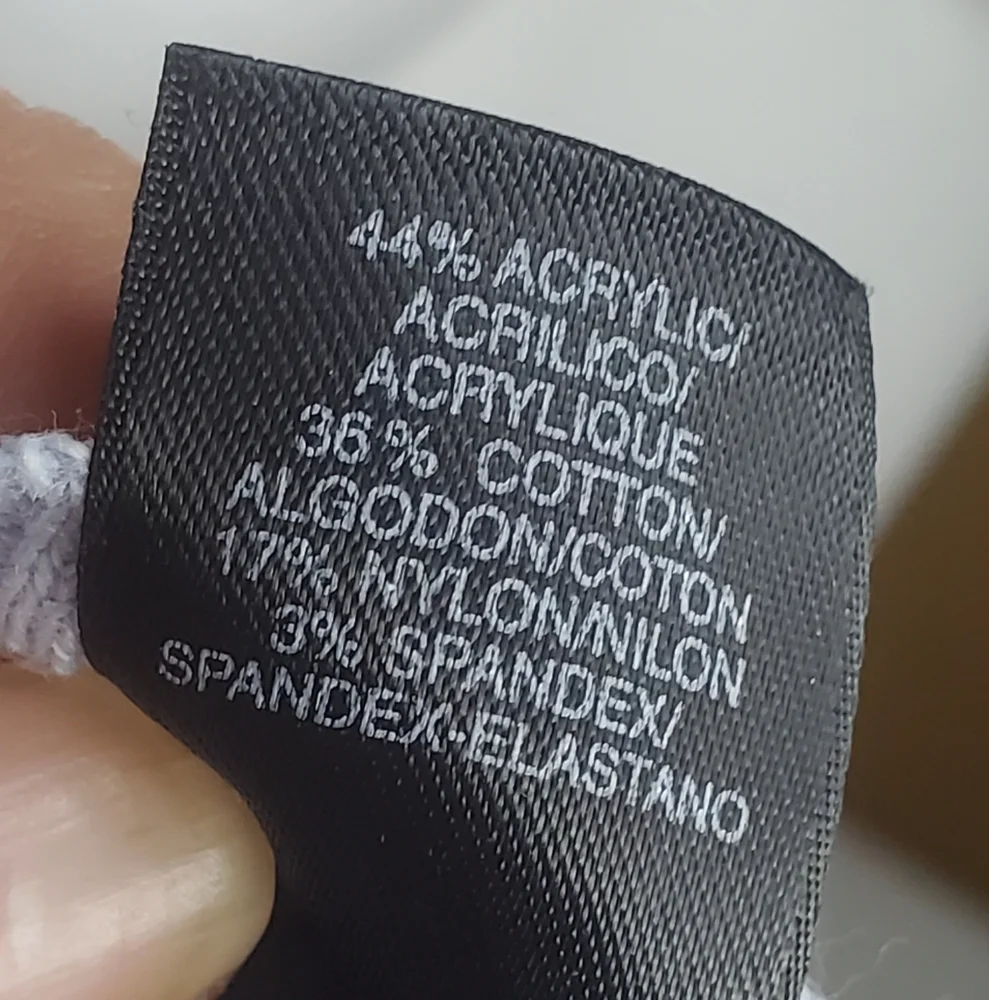 44% ACRYLIC/
ACRILICO/
ACRYLIQUE
36% COTTON/
ALGODON/COTON
17% NYLON/NILON
3% SPANDEX/
SPANDEX-ELASTANO